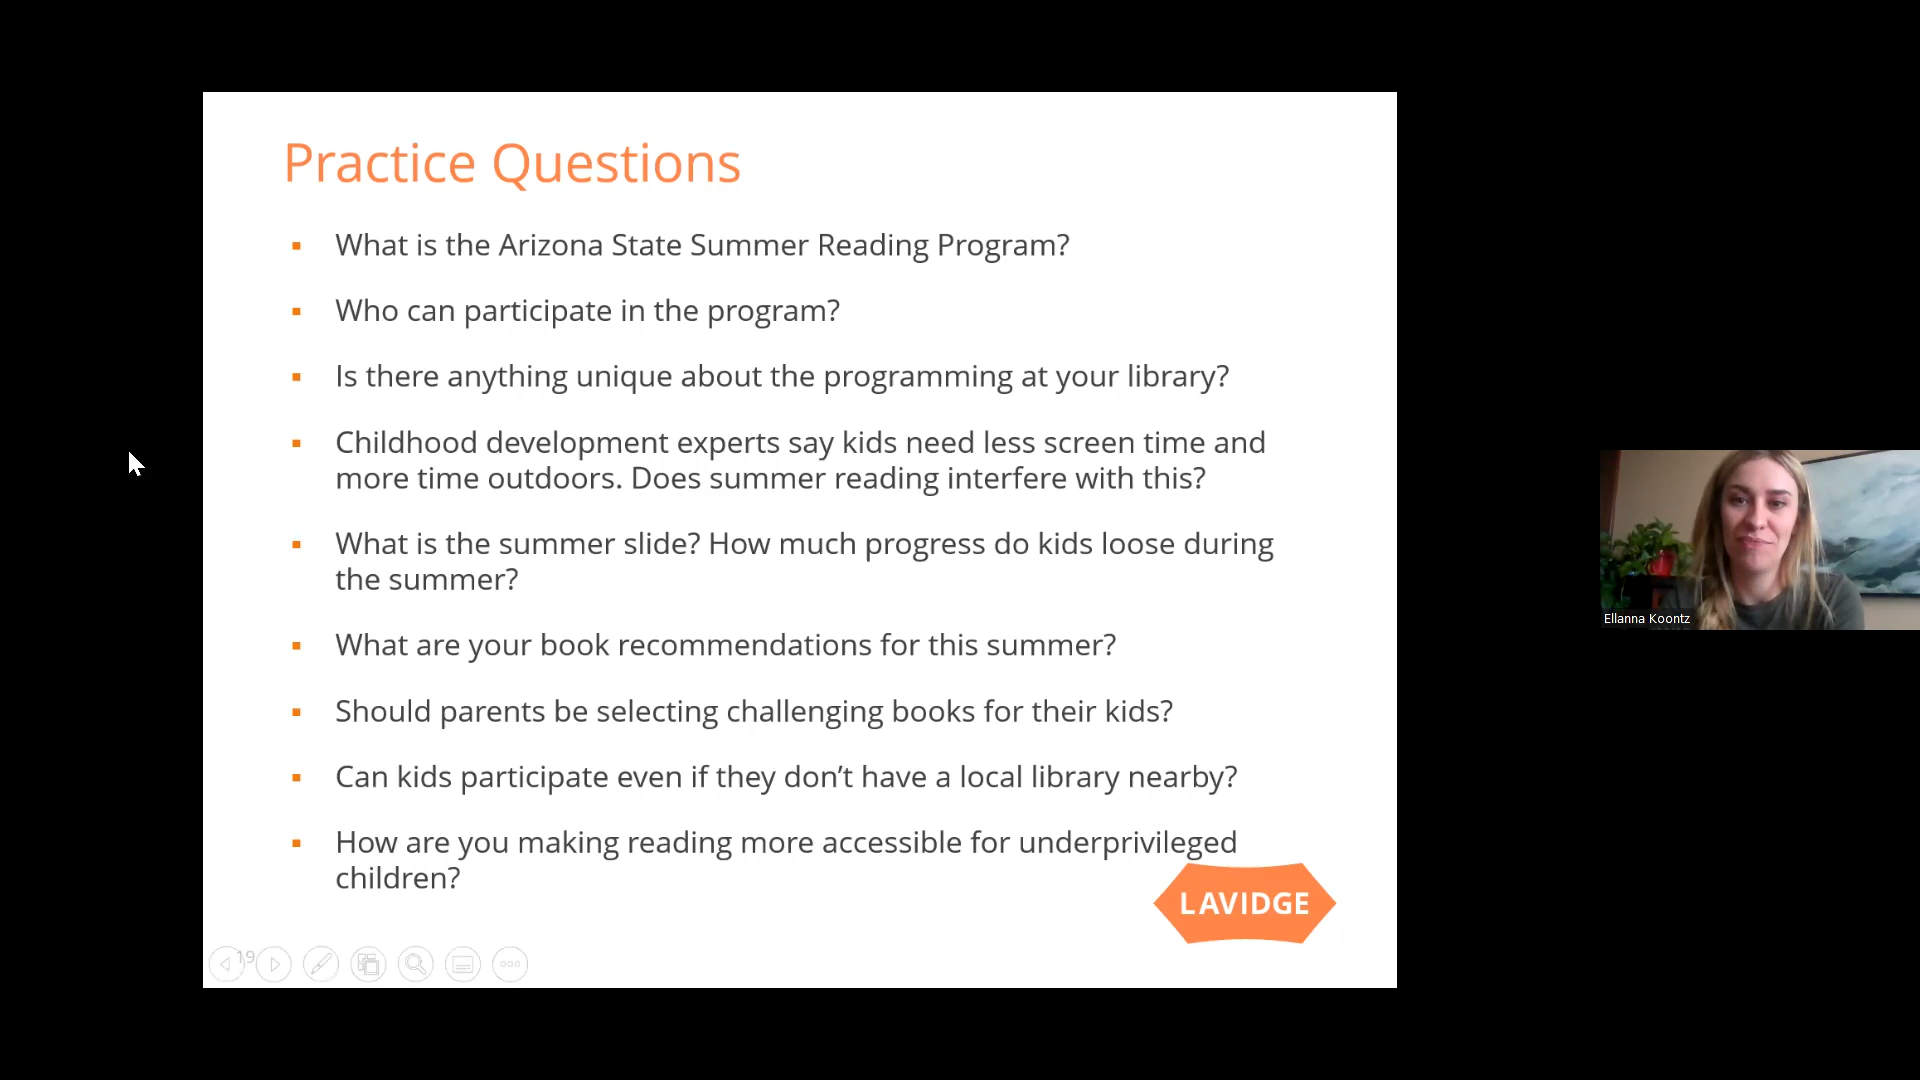 Practice Questions
▪ What is the Arizona State Summer Reading Program?
▪ Who can participate in the program?
▪ Is there anything unique about the programming at your library?
▪ Childhood development experts say kids need less screen time and
more time outdoors. Does summer reading interfere with this?
▪ What is the summer slide? How much progress do kids loose during
the summer?
▪ What are your book recommendations for this summer?
▪ Should parents be selecting challenging books for their kids?
▪ Can kids participate even if they don’t have a local library nearby?
▪ How are you making reading more accessible for underprivileged
children?
LAVIDGE
19
Ellanna Koontz